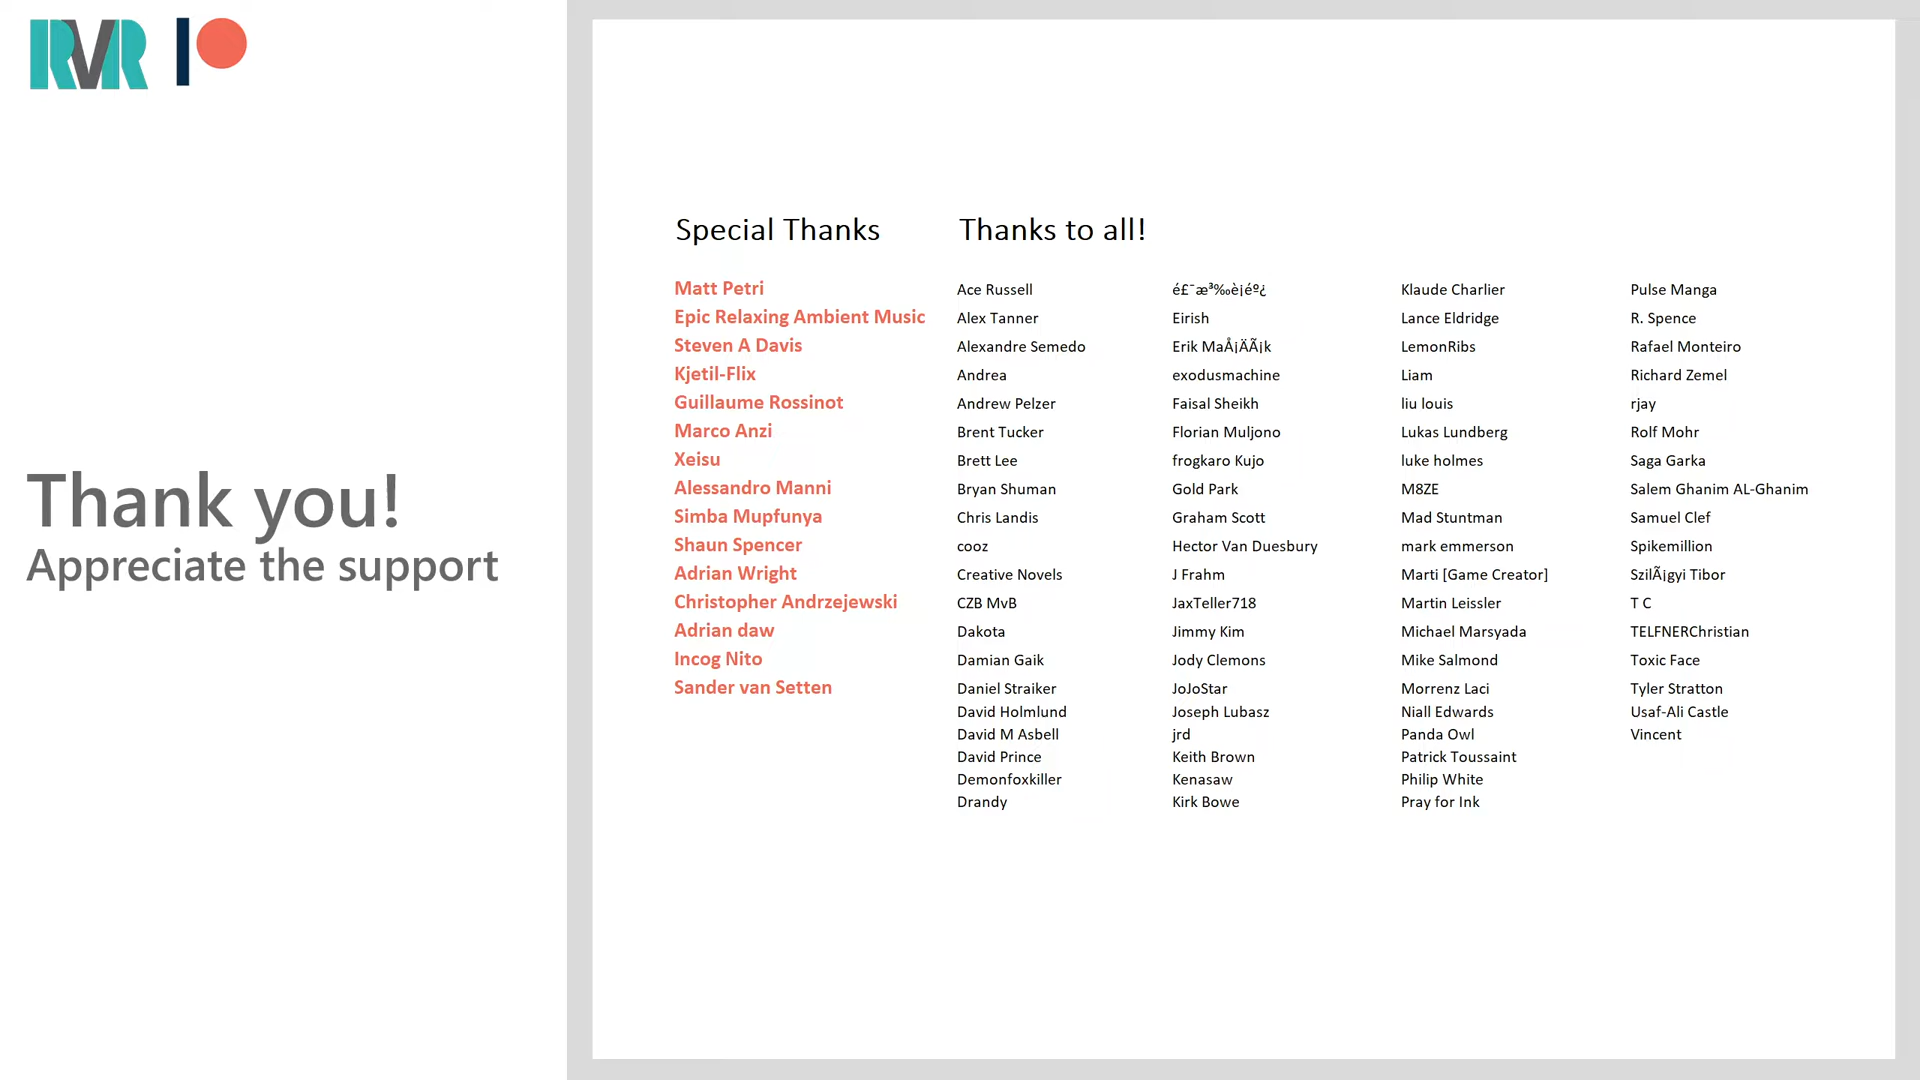 RVR
Thank you!
Appreciate the support
Special Thanks
Matt Petri
Epic Relaxing Ambient Music
Steven A Davis
Kjetil-Flix
Guillaume Rossinot
Marco Anzi
Xeisu
Alessandro Manni
Simba Mupfunya
Shaun Spencer
Adrian Wright
Christopher Andrzejewski
Adrian daw
Incog Nito
Sander van Setten
Thanks to all!
Ace Russell
Alex Tanner
Alexandre Semedo
Andrea
Andrew Pelzer
Brent Tucker
Brett Lee
Bryan Shuman
Chris Landis
cooz
Creative Novels
CZB MvB
Dakota
Damian Gaik
Daniel Straiker
David Holmlund
David M Asbell
David Prince
Demonfoxkiller
Drandy
é£¯æ³‰è¡éº¿
Eirish
Erik MaÅ¡ÄÃ¡k
exodusmachine
Faisal Sheikh
Florian Muljono
frogkaro Kujo
Gold Park
Graham Scott
Hector Van Duesbury
J Frahm
JaxTeller718
Jimmy Kim
Jody Clemons
JoJoStar
Joseph Lubasz
jrd
Keith Brown
Kenasaw
Kirk Bowe
Klaude Charlier
Lance Eldridge
LemonRibs
Liam
liu louis
Lukas Lundberg
luke holmes
M8ZE
Mad Stuntman
mark emmerson
Marti [Game Creator]
Martin Leissler
Michael Marsyada
Mike Salmond
Morrenz Laci
Niall Edwards
Panda Owl
Patrick Toussaint
Philip White
Pray for Ink
Pulse Manga
R. Spence
Rafael Monteiro
Richard Zemel
rjay
Rolf Mohr
Saga Garka
Salem Ghanim AL-Ghanim
Samuel Clef
Spikemillion
SzilÃ¡gyi Tibor
T C
TELFNERChristian
Toxic Face
Tyler Stratton
Usaf-Ali Castle
Vincent